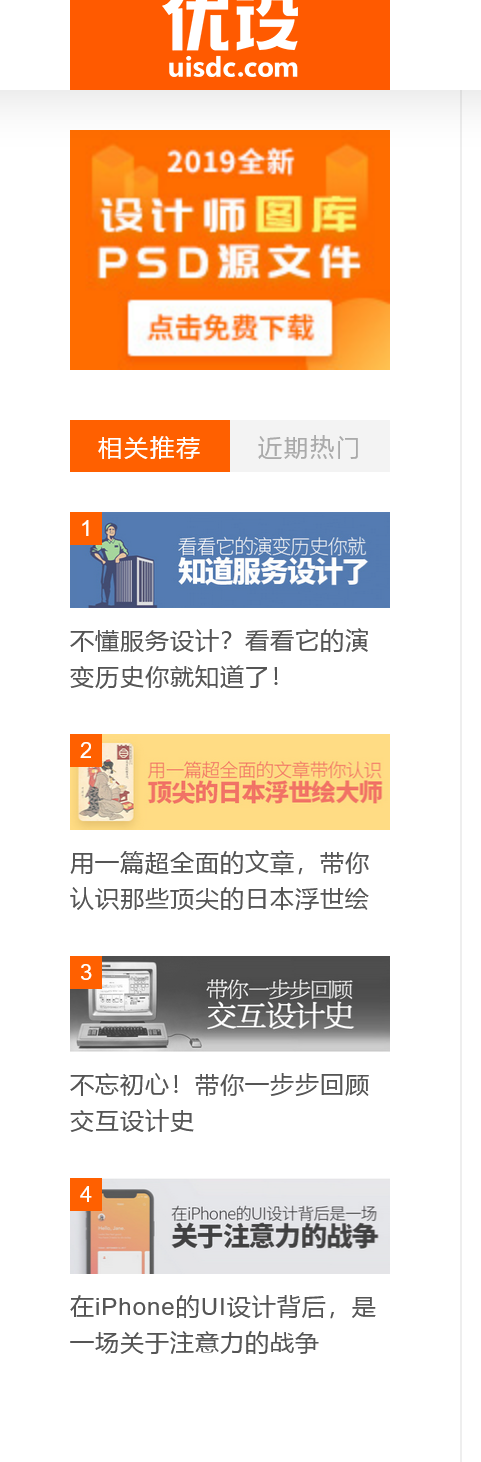 优设
uisdc.com
2019全新
设计师图库
PSD源文件
点击免费下载
相关推荐 近期热门
1
看看它的演变历史你就
知道服务设计了
不懂服务设计？看看它的演
变历史你就知道了！
2
用一篇超全面的文章带你认识
顶尖的日本浮世绘大师
用一篇超全面的文章，带你
认识那些顶尖的日本浮世绘
3
带你一步步回顾
交互设计史
不忘初心！带你一步步回顾
交互设计史
4
在iPhone的UI设计背后是一场
关于注意力的战争
在iPhone的UI设计背后，是
一场关于注意力的战争